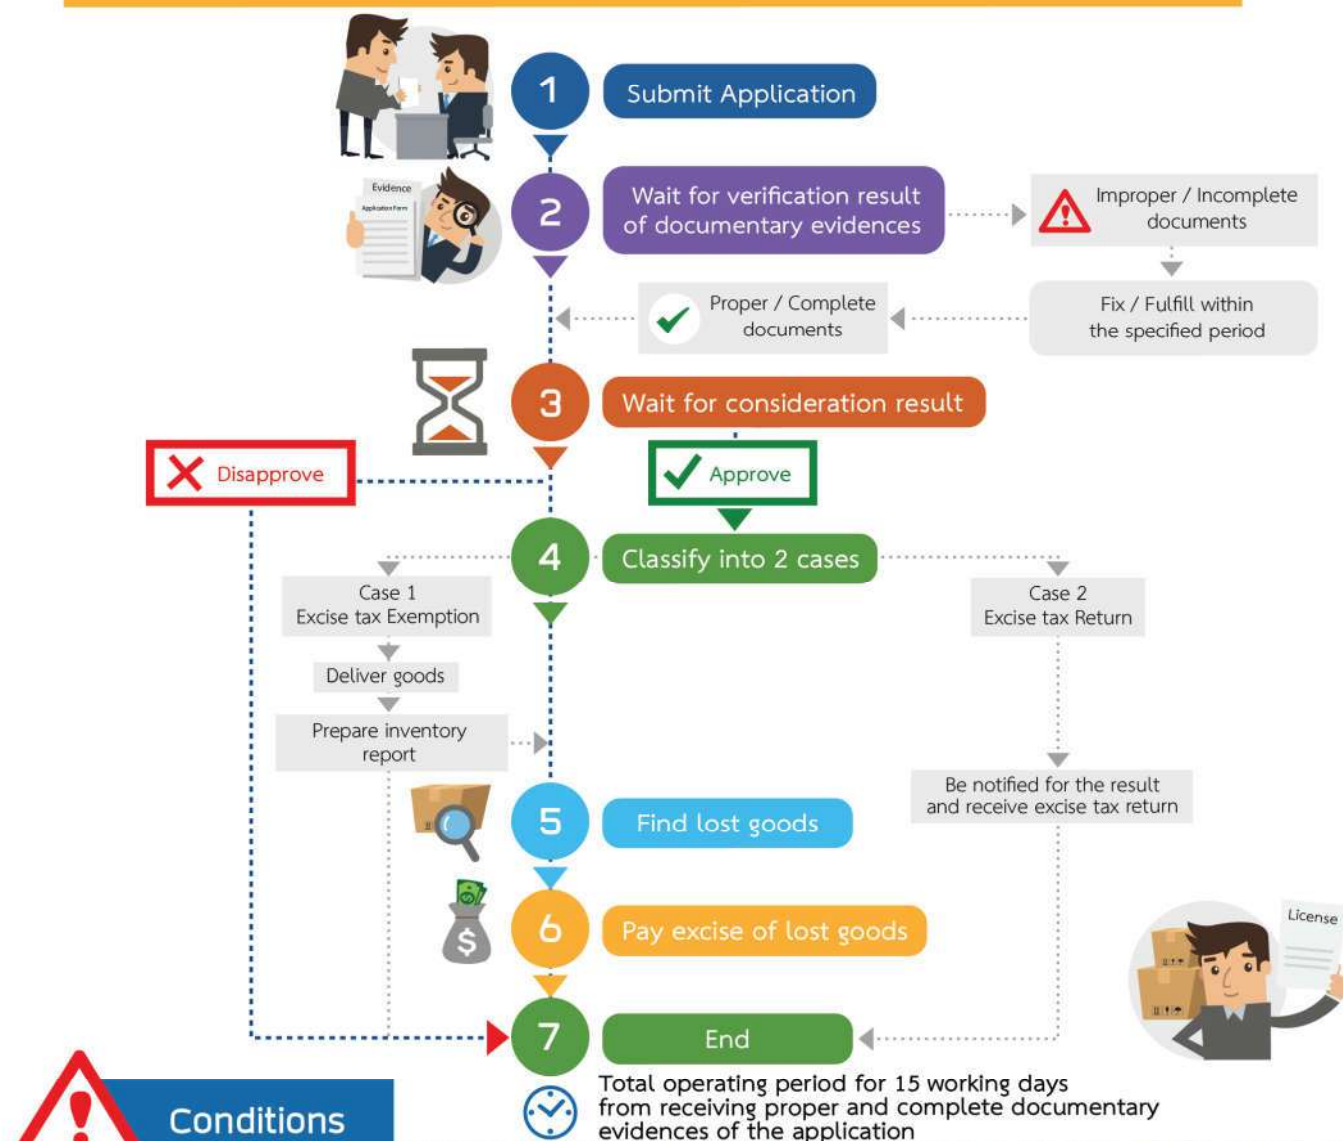 1
Submit Application
Evidence
Application Form
2
Wait for verification result
of documentary evidences
Improper / Incomplete
documents
Proper / Complete
documents
Fix / Fulfill within
the specified period
3
Wait for consideration result
Disapprove
Approve
4
Classify into 2 cases
Case 1
Excise tax Exemption
Case 2
Excise tax Return
Deliver goods
Prepare inventory
report
Be notified for the result
and receive excise tax return
5
Find lost goods
6
Pay excise of lost goods
$
License
7
End
Total operating period for 15 working days
from receiving proper and complete documentary
evidences of the application
Conditions